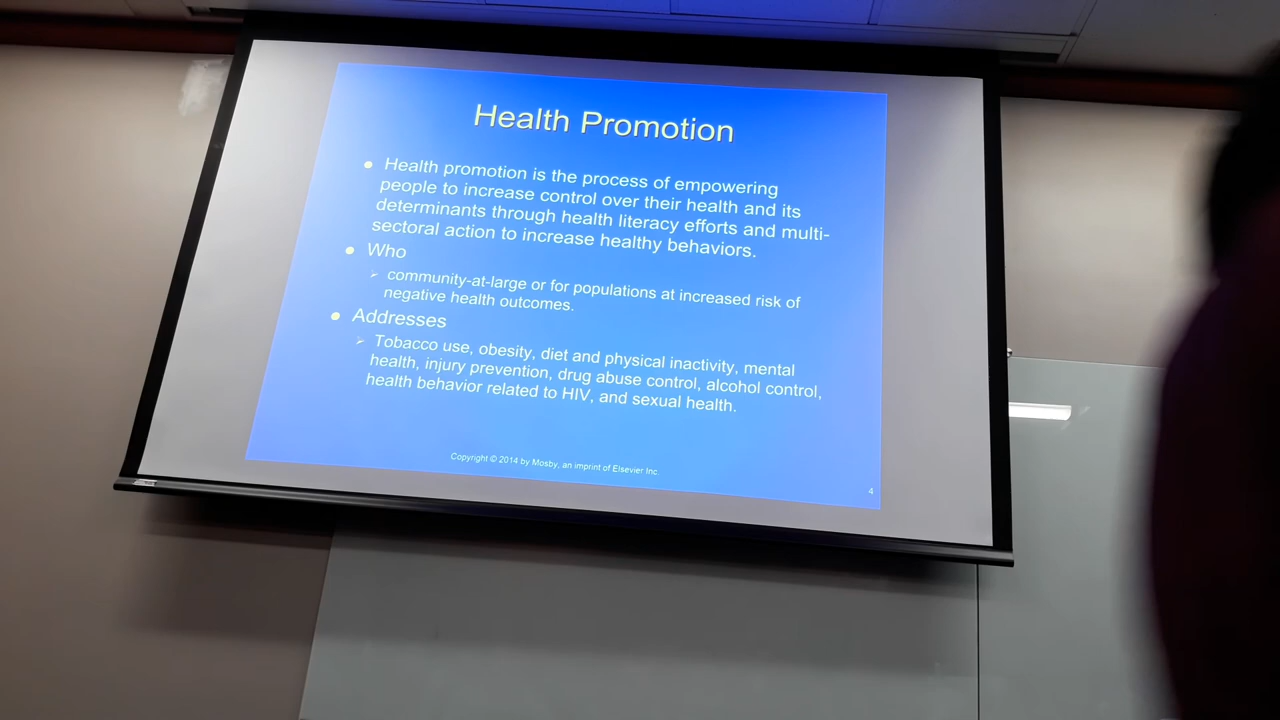 Health Promotion
• Health promotion is the process of empowering
people to increase control over their health and its
determinants through health literacy efforts and multi-
sectoral action to increase healthy behaviors.
• Who
➢ community-at-large or for populations at increased risk of
negative health outcomes.
• Addresses
➢ Tobacco use, obesity, diet and physical inactivity, mental
health, injury prevention, drug abuse control, alcohol control,
health behavior related to HIV, and sexual health.
Copyright © 2014 by Mosby, an imprint of Elsevier Inc.
4